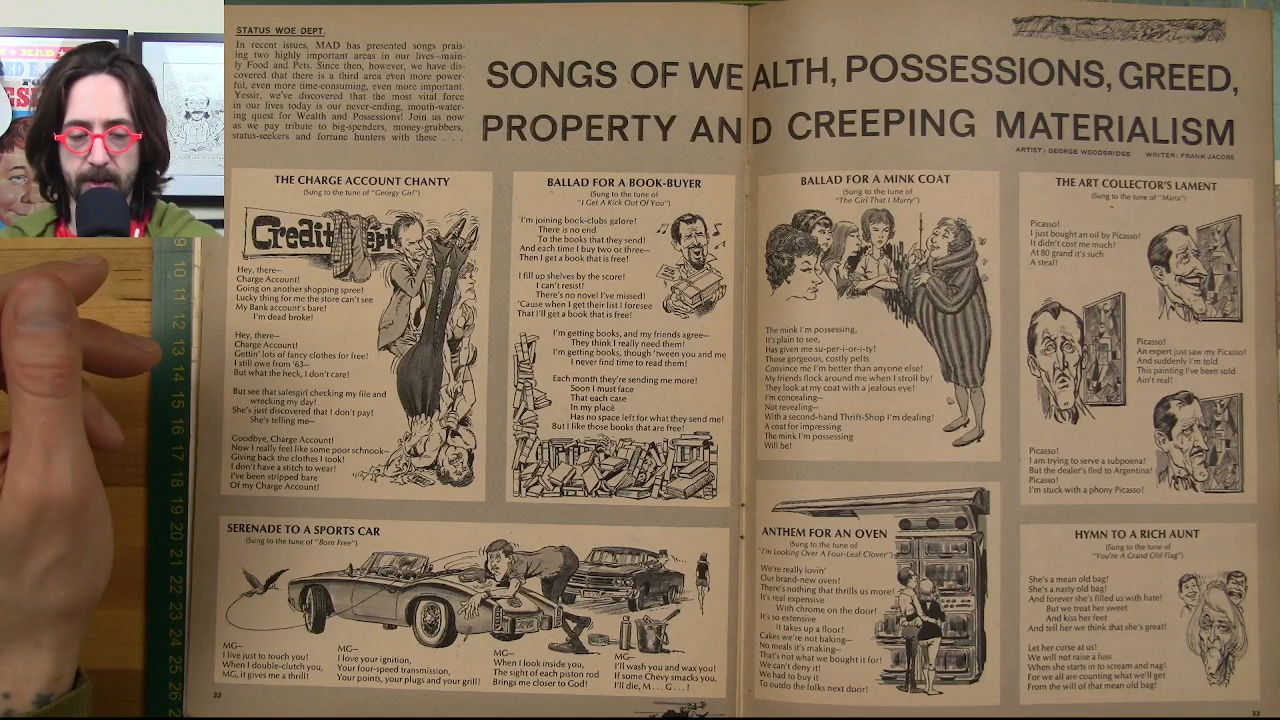 STATUS WOE DEPT.
In recent issues, MAD has presented songs prais-
ing two highly important areas in our lives—main-
ly Food and Pets. Since then, however, we have dis-
covered that there is a third area even more power-
ful, even more time-consuming, even more important.
Yessir, we've discovered that the most vital force
in our lives today is our never-ending, mouth-water-
ing quest for Wealth and Possessions! Join us now
as we pay tribute to big-spenders, money-grubbers,
status-seekers and fortune hunters with these . . . .
SONGS OF WEALTH, POSSESSIONS, GREED,
PROPERTY AND CREEPING MATERIALISM
ARTIST: GEORGE WOODBRIDGE WRITER: FRANK JACOBS
THE CHARGE ACCOUNT CHANTY
(Sung to the tune of "Georgy Girl")
Credit Dept
Hey, there—
Charge Account!
Going on another shopping spree!
Lucky thing for me the store can't see
My Bank account's bare!
I'm dead broke!
Hey, there—
Charge Account!
Gettin' lots of fancy clothes for free!
I still owe from '63—
But what the heck, I don't care!
But see that salesgirl checking my file and
wrecking my day!
She's just discovered that I don't pay!
She's telling me—
Goodbye, Charge Account!
Now I really feel like some poor schnook—
Giving back the clothes I took!
I don't have a stitch to wear!
I've been stripped bare
Of my Charge Account!
BALLAD FOR A BOOK-BUYER
(Sung to the tune of
"I Get A Kick Out Of You")
I'm joining book-clubs galore!
There is no end
To the books that they send!
And each time I buy two or three—
Then I get a book that is free!
I fill up shelves by the score!
I can't resist!
There's no novel I've missed!
'Cause when I get their list I foresee
That I'll get a book that is free!
I'm getting books, and my friends agree—
They think I really need them!
I'm getting books, though 'tween you and me
I never find time to read them!
Each month they're sending me more!
Soon I must face
That each case
In my placé
Has no space left for what they send me!
But I like those books that are free!
BALLAD FOR A MINK COAT
(Sung to the tune of
"The Girl That I Marry")
The mink I'm possessing,
It's plain to see,
Has given me su-per-i-or-i-ty!
Those gorgeous, costly pelts
Convince me I'm better than anyone else!
My friends flock around me when I stroll by!
They look at my coat with a jealous eye!
I'm concealing—
Not revealing—
With a second-hand Thrift-Shop I'm dealing!
A coat for impressing
The mink I'm possessing
Will be!
THE ART COLLECTOR'S LAMENT
(Sung to the tune of "Maria")
Picasso!
I just bought an oil by Picasso!
It didn't cost me much!
At 80 grand it's such
A steal!
Picasso!
An expert just saw my Picasso!
And suddenly I'm told
This painting I've been sold
Ain't real!
Picasso!
I am trying to serve a subpoena!
But the dealer's fled to Argentina!
Picasso!
I'm stuck with a phony Picasso!
SERENADE TO A SPORTS CAR
(Sung to the tune of "Born Free")
MG—
I live just to touch you!
When I double-clutch you,
MG, it gives me a thrill!
MG—
I love your ignition,
Your four-speed transmission,
Your points, your plugs and your grill!
MG—
When I look inside you,
The sight of each piston rod
Brings me closer to God!
MG—
I'll wash you and wax you!
If some Chevy smacks you,
I'll die, M . . . G . . . !
ANTHEM FOR AN OVEN
(Sung to the tune of
"I'm Looking Over A Four-Leaf Clover")
We're really lovin'
Our brand-new oven!
There's nothing that thrills us more!
It's real expensive
With chrome on the door!
It's so extensive
It takes up a floor!
Cakes we're not baking—
No meals it's making—
That's not what we bought it for!
We can't deny it!
We had to buy it
To outdo the folks next door!
HYMN TO A RICH AUNT
(Sung to the tune of
"You're A Grand Old Flag")
She's a mean old bag!
She's a nasty old bag!
And forever she's filled us with hate!
But we treat her sweet
And kiss her feet
And tell her we think that she's great!
Let her curse at us!
We will not raise a fuss
When she starts in to scream and nag!
For we all are counting what we'll get
From the will of that mean old bag!
32
33
9
10
11
12
13
14
15
16
17
18
19
20
21
22
23
24
25
26
MAD